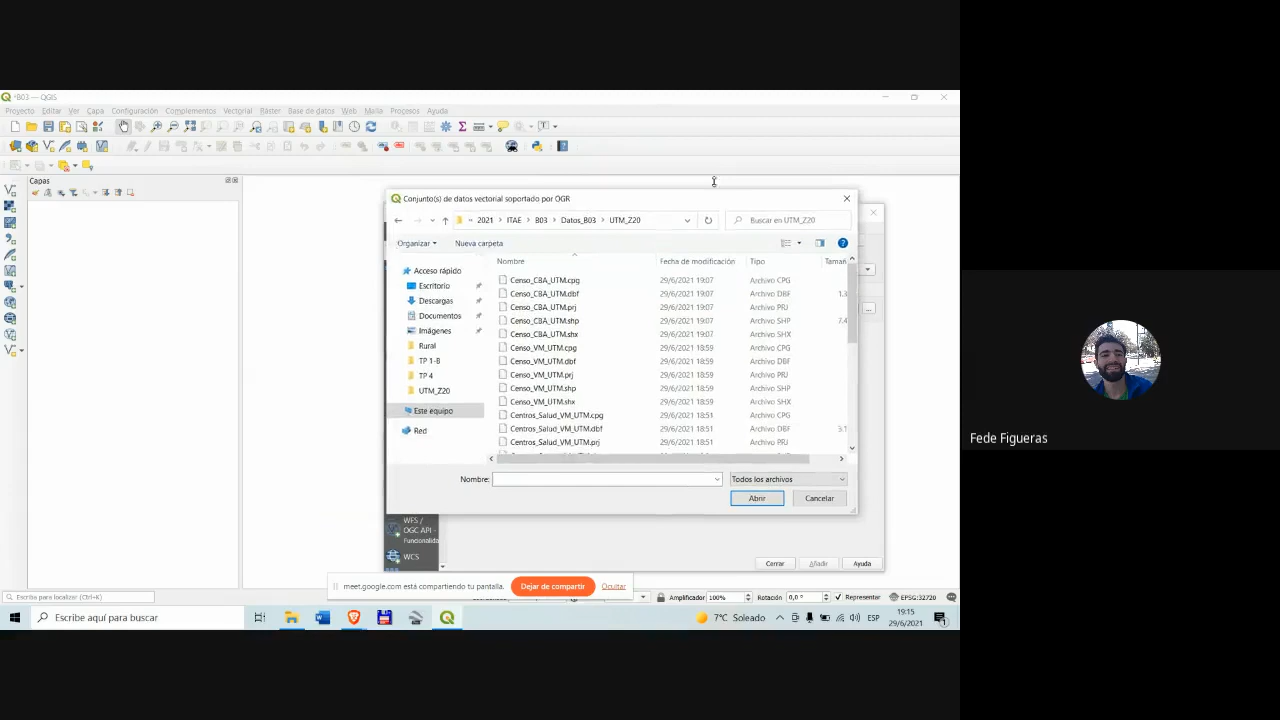 *B03 — QGIS
Proyecto Editar Ver Capa Configuración Complementos Vectorial Ráster Base de datos Web Malla Procesos Ayuda
Capas
Conjunto(s) de datos vectorial soportado por OGR
2021 ITAE B03 Datos_B03 UTM_Z20
Buscar en UTM_Z20
Organizar Nueva carpeta
Nombre Fecha de modificación Tipo Tamañ
Acceso rápido
Escritorio
Descargas
Documentos
Imágenes
Rural
TP 1-B
TP 4
UTM_Z20
Este equipo
Red
Censo_CBA_UTM.cpg 29/6/2021 19:07 Archivo CPG
Censo_CBA_UTM.dbf 29/6/2021 19:07 Archivo DBF 1.3
Censo_CBA_UTM.prj 29/6/2021 19:07 Archivo PRJ
Censo_CBA_UTM.shp 29/6/2021 19:07 Archivo SHP 7.4
Censo_CBA_UTM.shx 29/6/2021 19:07 Archivo SHX
Censo_VM_UTM.cpg 29/6/2021 18:59 Archivo CPG
Censo_VM_UTM.dbf 29/6/2021 18:59 Archivo DBF
Censo_VM_UTM.prj 29/6/2021 18:59 Archivo PRJ
Censo_VM_UTM.shp 29/6/2021 18:59 Archivo SHP
Censo_VM_UTM.shx 29/6/2021 18:59 Archivo SHX
Centros_Salud_VM_UTM.cpg 29/6/2021 18:51 Archivo CPG
Centros_Salud_VM_UTM.dbf 29/6/2021 18:51 Archivo DBF 3.1
Centros_Salud_VM_UTM.prj 29/6/2021 18:51 Archivo PRJ
Nombre: Todos los archivos
Abrir Cancelar
WFS /
OGC API -
Funcionalida
WCS
Cerrar Añadir Ayuda
meet.google.com está compartiendo tu pantalla. Dejar de compartir Ocultar
Escriba para localizar (Ctrl+K)
Amplificador 100% Rotación 0,0 ° Representar EPSG:32720
Escribe aquí para buscar
7°C Soleado ESP 19:15
29/6/2021
Fede Figueras